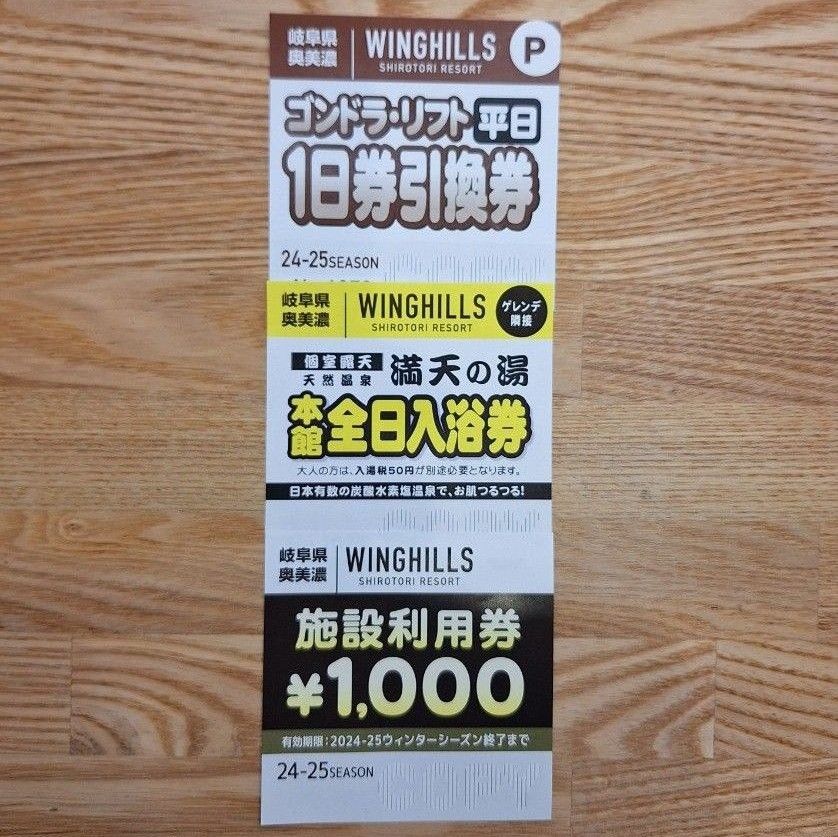 岐阜県
奥美濃
WINGHILLS
SHIROTORI RESORT
P
ゴンドラ・リフト 平日
1日券引換券
24-25SEASON
岐阜県
奥美濃
WINGHILLS
SHIROTORI RESORT
ゲレンデ
隣接
個室露天
天然温泉
満天の湯
本館
全日入浴券
大人の方は、入湯税50円が別途必要となります。
日本有数の炭酸水素塩温泉で、お肌つるつる!
岐阜県
奥美濃
WINGHILLS
SHIROTORI RESORT
施設利用券
¥1,000
有効期限:2024-25ウィンターシーズン終了まで
24-25SEASON